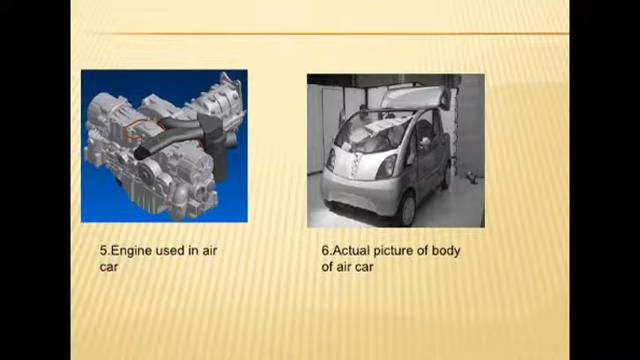 5.Engine used in air
car
6.Actual picture of body
of air car